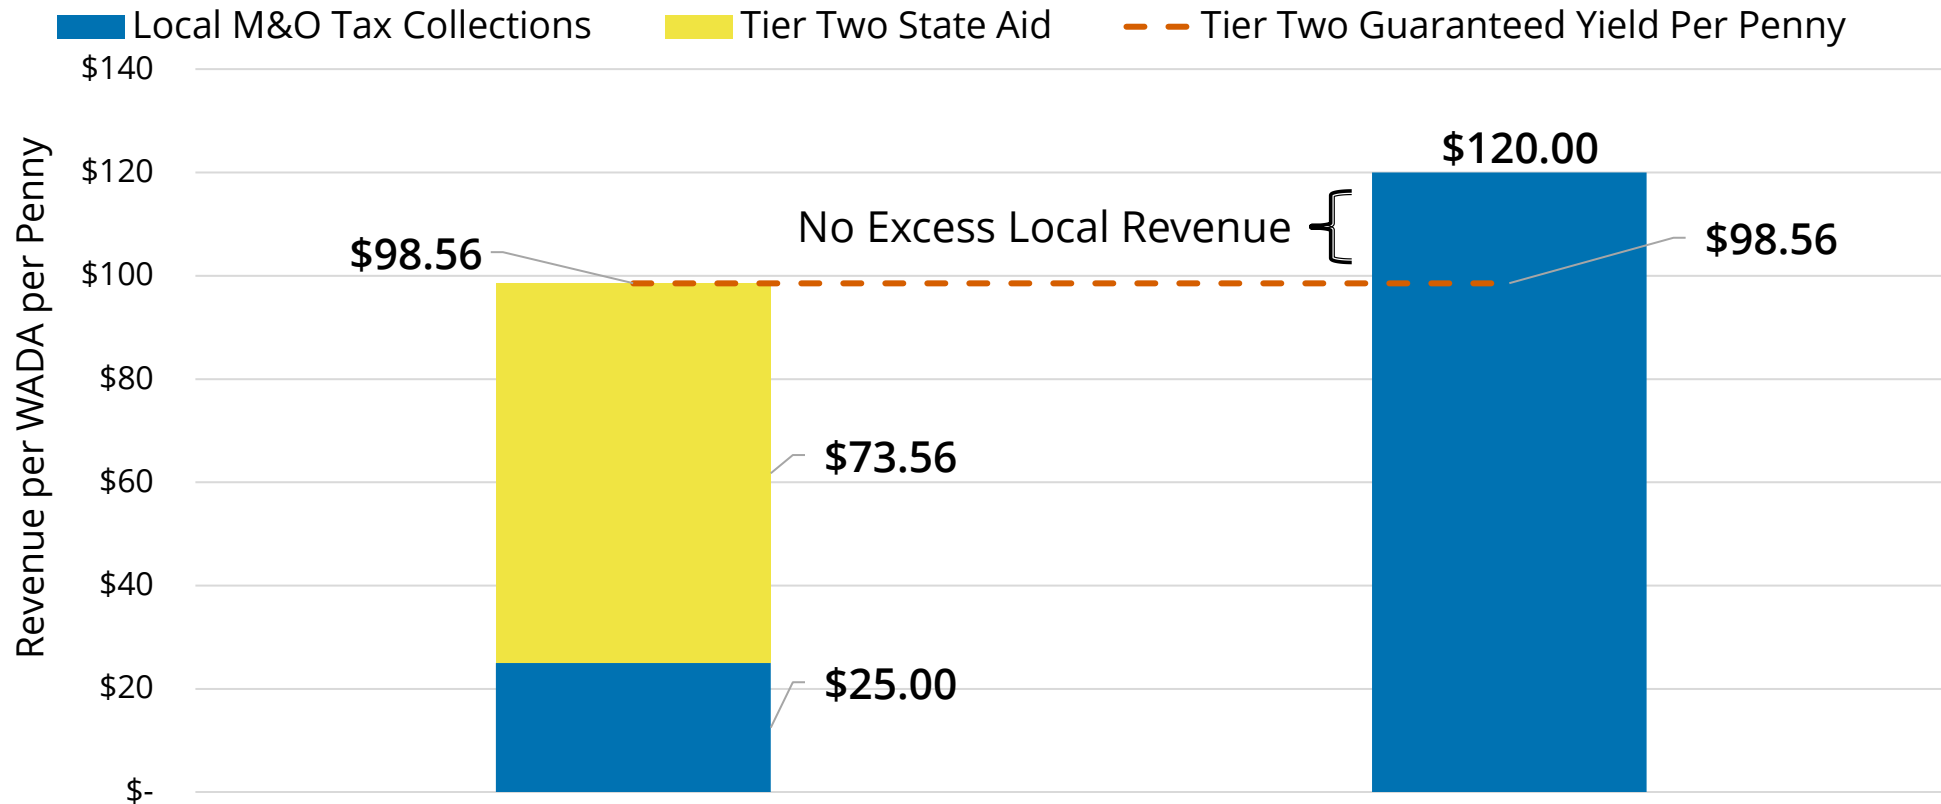 Local M&O Tax Collections
Tier Two State Aid
Tier Two Guaranteed Yield Per Penny
Revenue per WADA per Penny
$140
$120
$100
$80
$60
$40
$20
$-
$98.56
$73.56
$25.00
No Excess Local Revenue
$120.00
$98.56